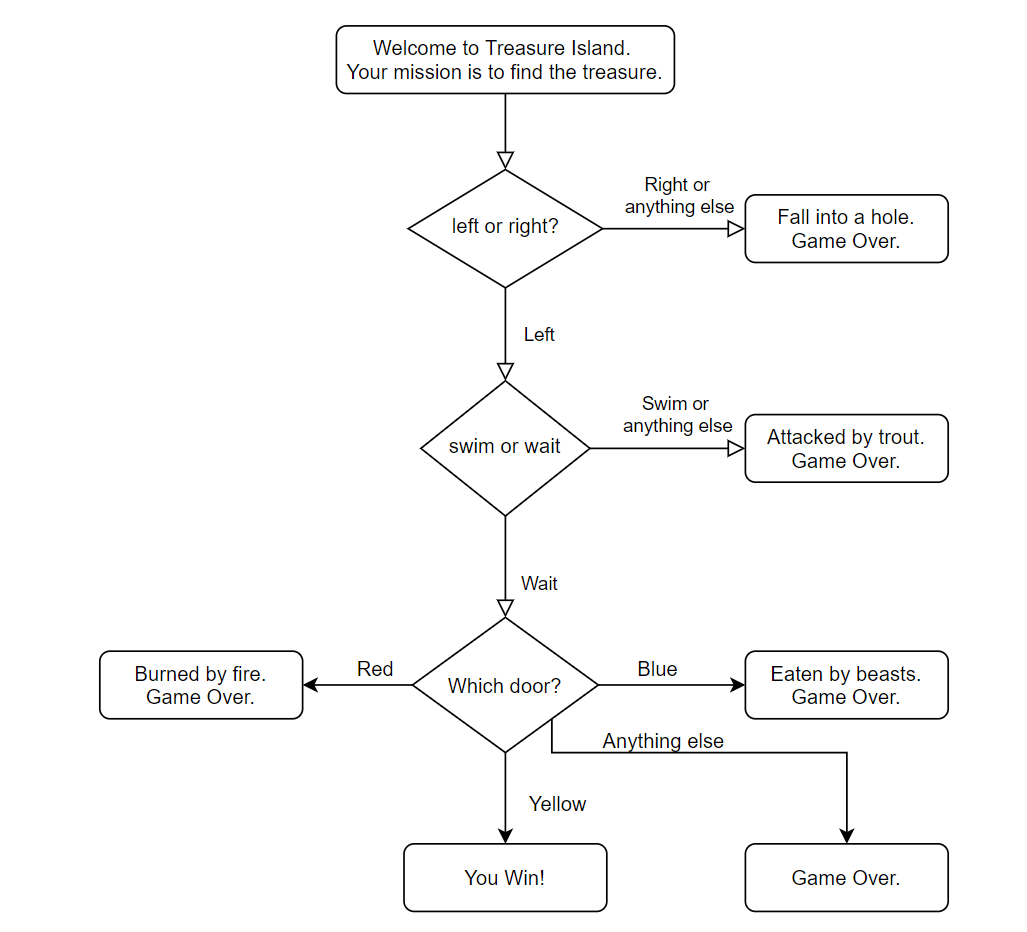 Welcome to Treasure Island.
Your mission is to find the treasure.
left or right?
Right or
anything else
Fall into a hole.
Game Over.
Left
swim or wait
Swim or
anything else
Attacked by trout.
Game Over.
Wait
Which door?
Red
Burned by fire.
Game Over.
Blue
Eaten by beasts.
Game Over.
Anything else
Yellow
You Win!
Game Over.